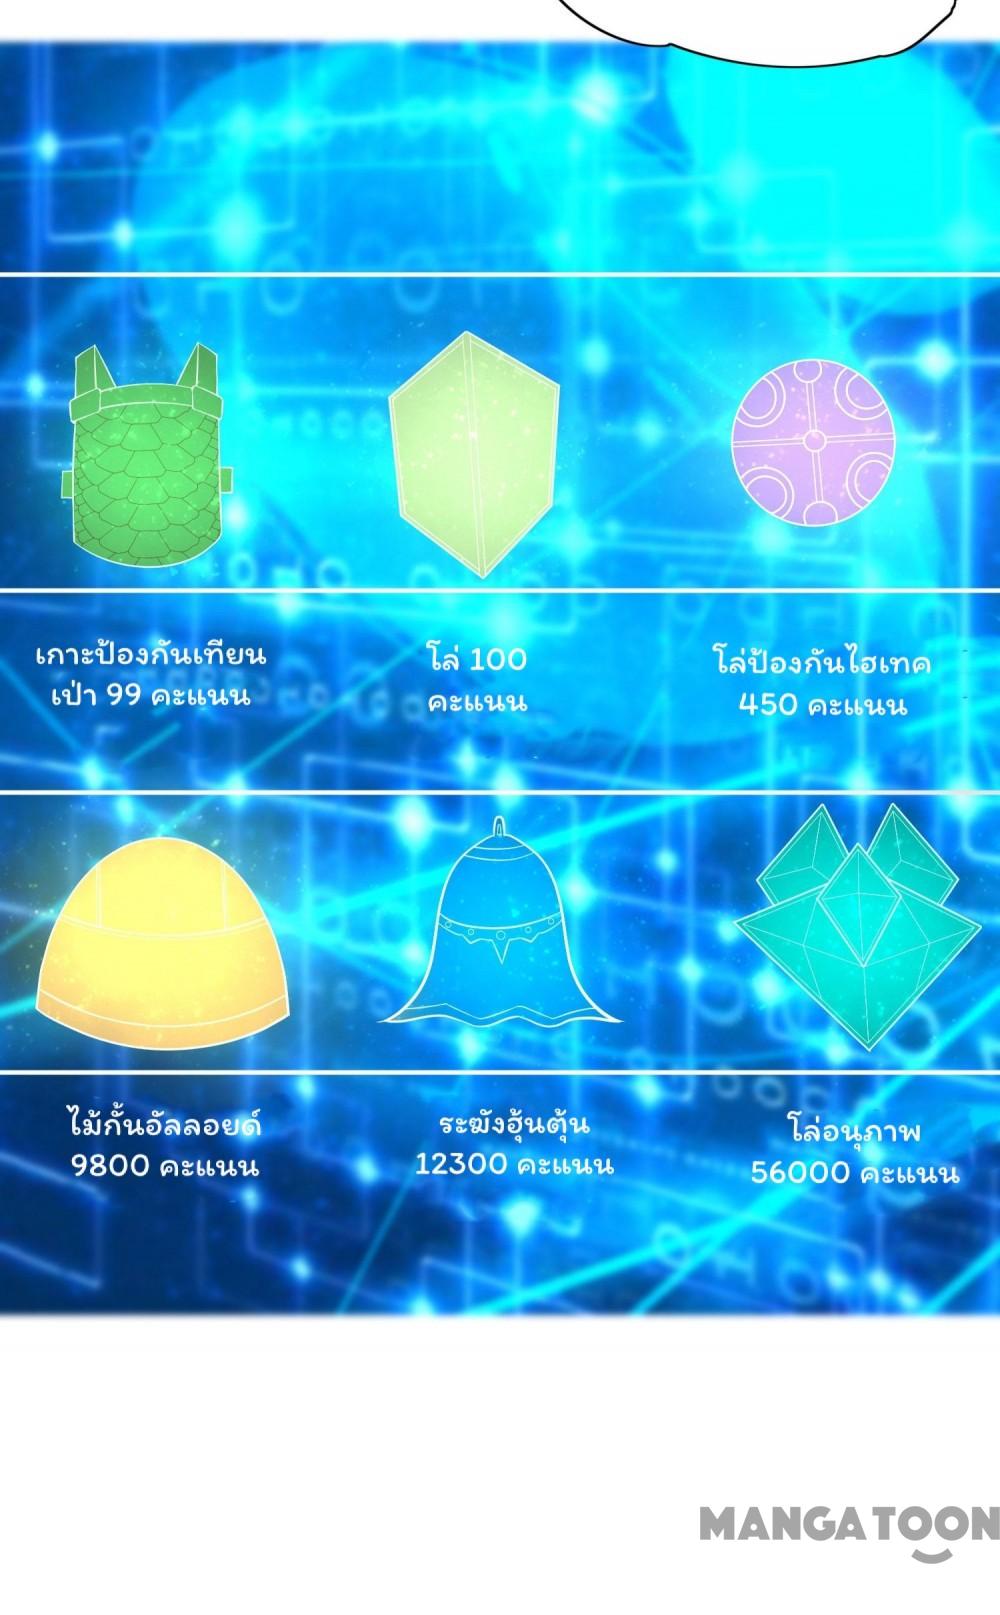 เกาะป้องกันเทียน
เป่า 99 คะแนน
โล่ 100
คะแนน
โล่ป้องกันไฮเทค
450 คะแนน
ไม้กั้นอัลลอยด์
9800 คะแนน
ระฆังฮุ้นตุ้น
12300 คะแนน
โล่อนุภาพ
56000 คะแนน
MANGATOON